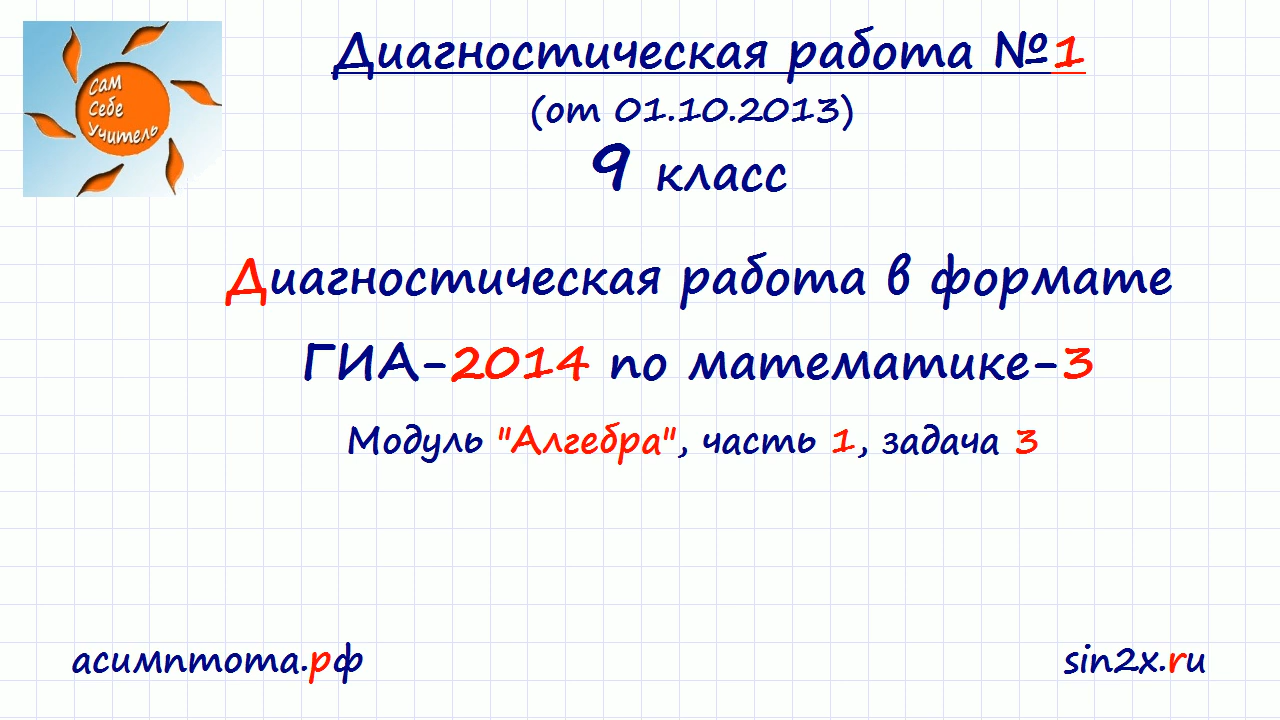 Сам
Себе
Учитель
Диагностическая работа №1
(от 01.10.2013)
9 класс
Диагностическая работа в формате
ГИА-2014 по математике-3
Модуль "Алгебра", часть 1, задача 3
асимптота.рф
sin2x.ru